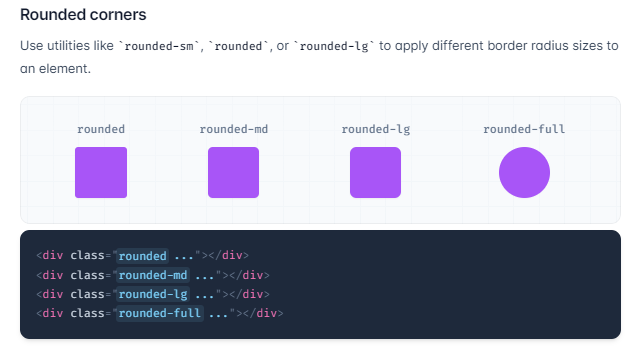 Rounded corners
Use utilities like `rounded-sm`, `rounded`, or `rounded-lg` to apply different border radius sizes to
an element.
rounded rounded-md rounded-lg rounded-full
<div class="rounded ..."></div>
<div class="rounded-md ..."></div>
<div class="rounded-lg ..."></div>
<div class="rounded-full ..."></div>